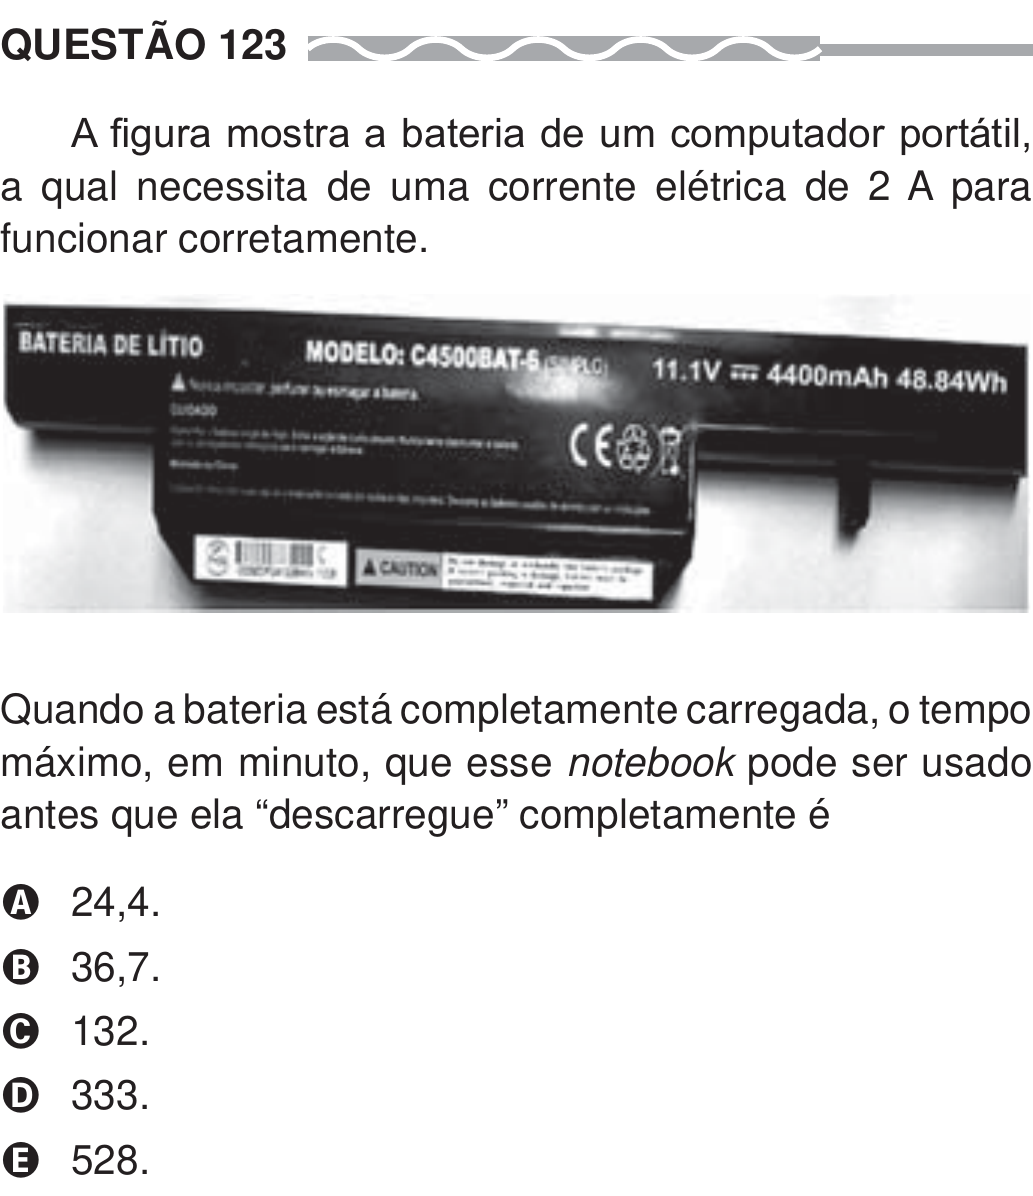 QUESTÃO 123
A figura mostra a bateria de um computador portátil,
a qual necessita de uma corrente elétrica de 2 A para
funcionar corretamente.
BATERIA DE LÍTIO
MODELO: C4500BAT-6 (SIMPLO)
11.1V ⎓ 4400mAh 48.84Wh
CUIDADO
CE
CAUTION
Quando a bateria está completamente carregada, o tempo
máximo, em minuto, que esse notebook pode ser usado
antes que ela “descarregue” completamente é
A 24,4.
B 36,7.
C 132.
D 333.
E 528.